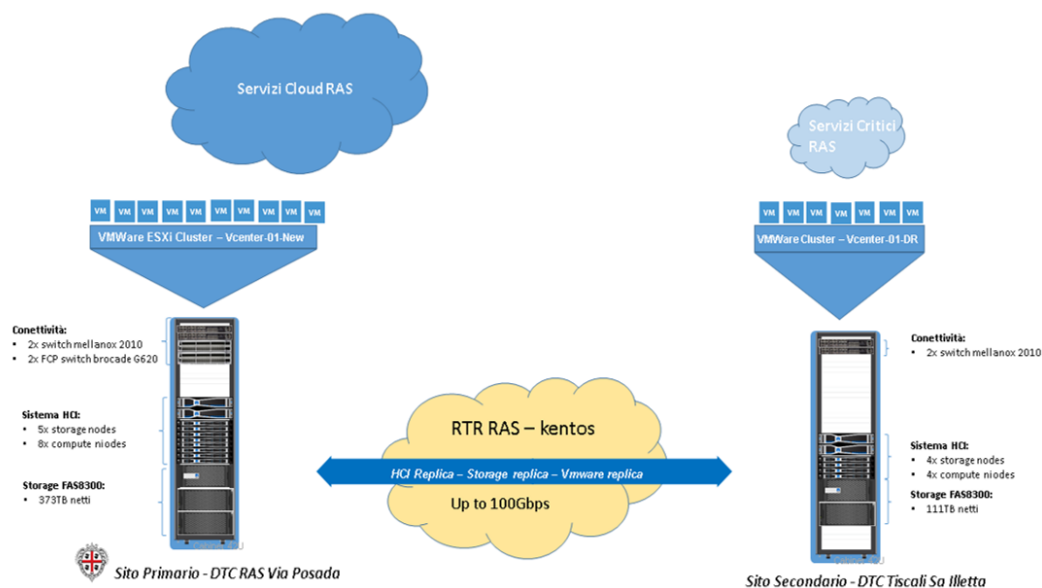 Servizi Cloud RAS
Servizi Critici
RAS
VM VM VM VM VM VM VM VM VM VM
VMWare ESXi Cluster – Vcenter-01-New
VM VM VM VM VM VM VM
VMWare Cluster – Vcenter-01-DR
Conettività:
• 2x switch mellanox 2010
• 2x FCP switch brocade G620
Sistema HCI:
• 5x storage nodes
• 8x compute niodes
Storage FAS8300:
• 373TB netti
Sito Primario - DTC RAS Via Posada
RTR RAS – kentos
HCI Replica – Storage replica – Vmware replica
Up to 100Gbps
Conettività:
• 2x switch mellanox 2010
Sistema HCI:
• 4x storage nodes
• 4x compute niodes
Storage FAS8300:
• 111TB netti
Sito Secondario - DTC Tiscali Sa Illetta